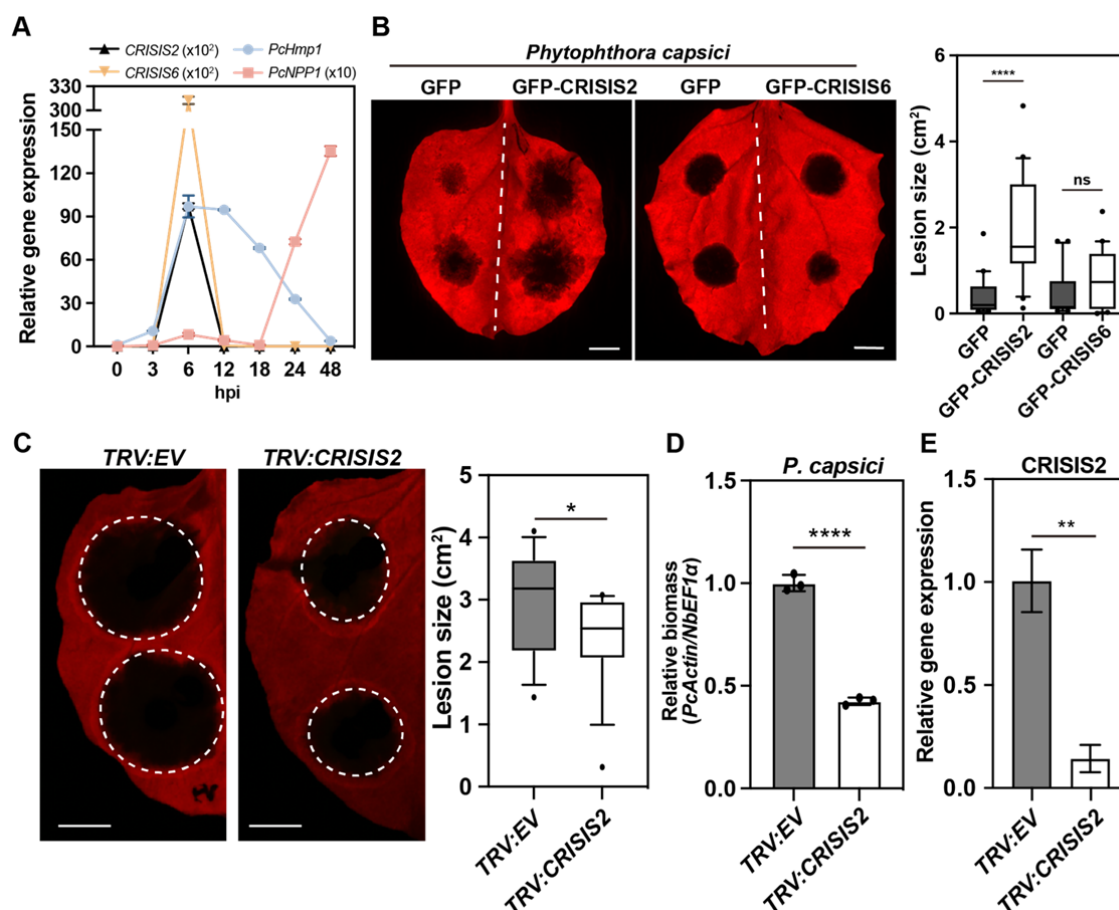 A
CRISIS2 (x10²) PcHmp1
CRISIS6 (x10²) PcNPP1 (x10)
Relative gene expression
330
300
150
120
90
60
30
0
0 3 6 12 18 24 48
hpi
B
Phytophthora capsici
GFP GFP-CRISIS2 GFP GFP-CRISIS6
Lesion size (cm²)
6
4
2
0
**** ns
GFP
GFP-CRISIS2
GFP
GFP-CRISIS6
C
TRV:EV TRV:CRISIS2
Lesion size (cm²)
5
4
3
2
1
0
*
TRV:EV
TRV:CRISIS2
D
P. capsici
Relative biomass
(PcActin/NbEF1α)
1.5
1.0
0.5
0.0
****
TRV:EV
TRV:CRISIS2
E
CRISIS2
Relative gene expression
1.5
1.0
0.5
0.0
**
TRV:EV
TRV:CRISIS2